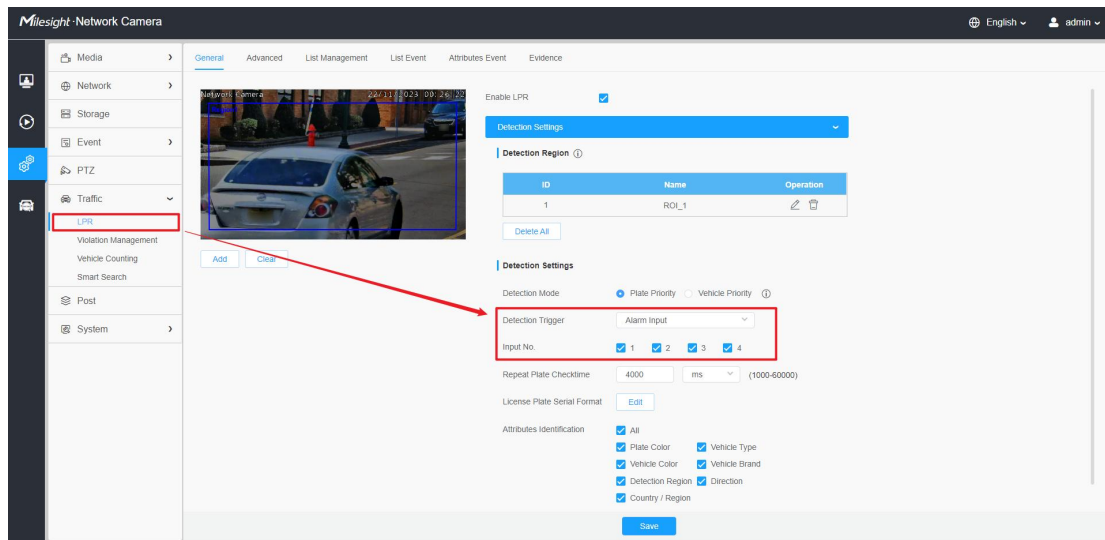 Milesight·Network Camera
English
admin
Media
Network
Storage
Event
PTZ
Traffic
LPR
Violation Management
Vehicle Counting
Smart Search
Post
System
General Advanced List Management List Event Attributes Event Evidence
Network Camera 22/11/2023 00:26:22
Add Clear
Enable LPR
Detection Settings
Detection Region
ID Name Operation
1 ROI_1
Delete All
Detection Settings
Detection Mode Plate Priority Vehicle Priority
Detection Trigger Alarm Input
Input No. 1 2 3 4
Repeat Plate Checktime 4000 ms (1000-60000)
License Plate Serial Format Edit
Attributes Identification All
Plate Color Vehicle Type
Vehicle Color Vehicle Brand
Detection Region Direction
Country / Region
Save